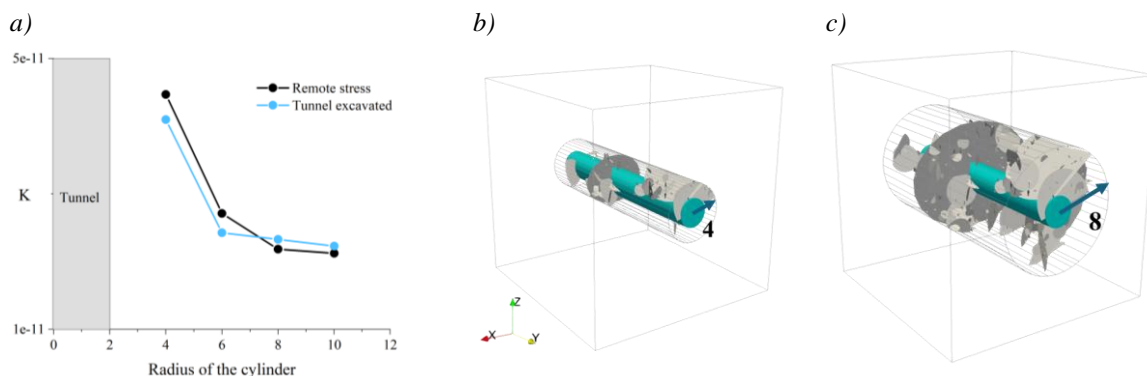 a)
b)
c)
5e-11
K
1e-11
Tunnel
Remote stress
Tunnel excavated
0
2
4
6
8
10
12
Radius of the cylinder
4
Z
X
Y
8